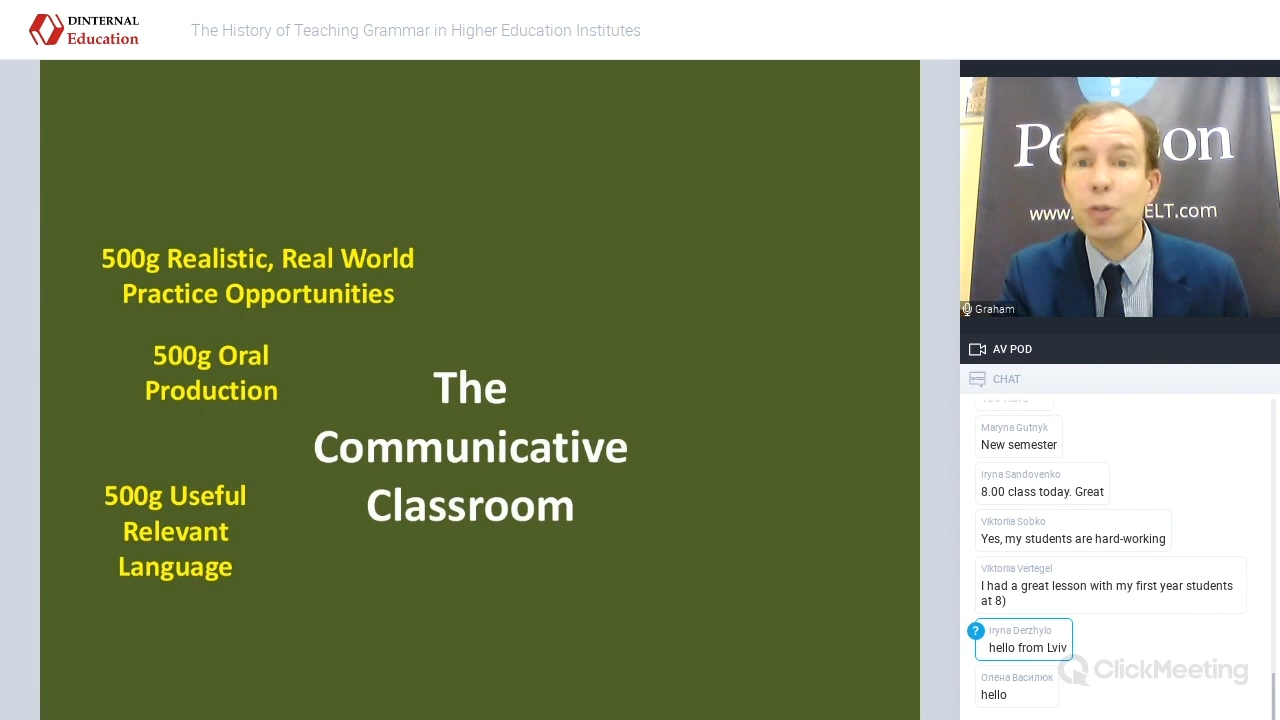 DINTERNAL
Education
The History of Teaching Grammar in Higher Education Institutes
500g Realistic, Real World
Practice Opportunities
500g Oral
Production
The
Communicative
Classroom
500g Useful
Relevant
Language
on
www.
ELT.com
Graham
AV POD
CHAT
Maryna Gutnyk
New semester
Iryna Sandovenko
8.00 class today. Great
Viktoriia Sobko
Yes, my students are hard-working
Viktoriia Vertegel
I had a great lesson with my first year students
at 8)
?
Iryna Derzhylo
hello from Lviv
ClickMeeting
Олена Василюк
hello